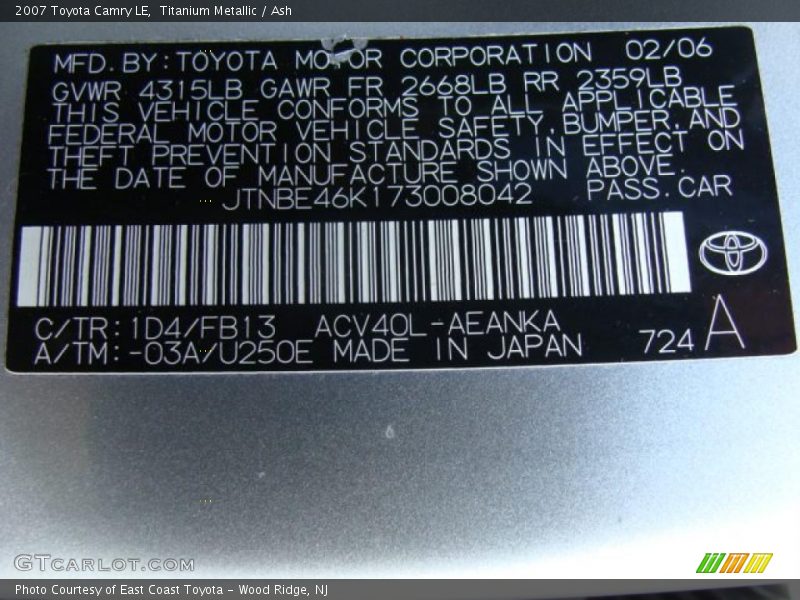 2007 Toyota Camry LE,  Titanium Metallic / Ash
MFD. BY: TOYOTA MOTOR CORPORATION 02/06
GVWR 4315LB GAWR FR 2668LB RR 2359LB
THIS VEHICLE CONFORMS TO ALL APPLICABLE
FEDERAL MOTOR VEHICLE SAFETY, BUMPER, AND
THEFT PREVENTION STANDARDS IN EFFECT ON
THE DATE OF MANUFACTURE SHOWN ABOVE.
JTNBE46K173008042 PASS. CAR
C/TR: 1D4/FB13 ACV40L-AEANKA
A/TM: -03A/U250E MADE IN JAPAN 724 A
GTCARLOT.COM
Photo Courtesy of East Coast Toyota - Wood Ridge, NJ